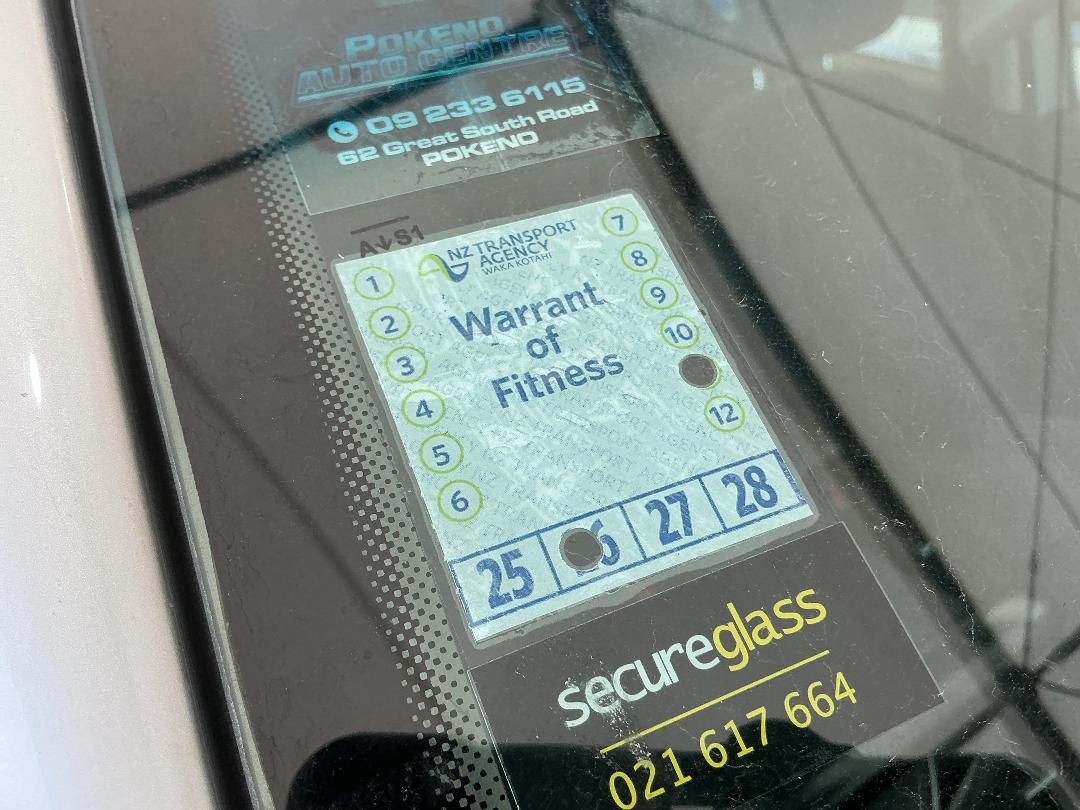 POKENO
AUTO CENTRE
09 233 6115
62 Great South Road
POKENO
A↓S1
NZ TRANSPORT
AGENCY
WAKA KOTAHI
1
2
3
4
5
6
7
8
9
10
12
Warrant
of
Fitness
25 27 28
secureglass
021 617 664